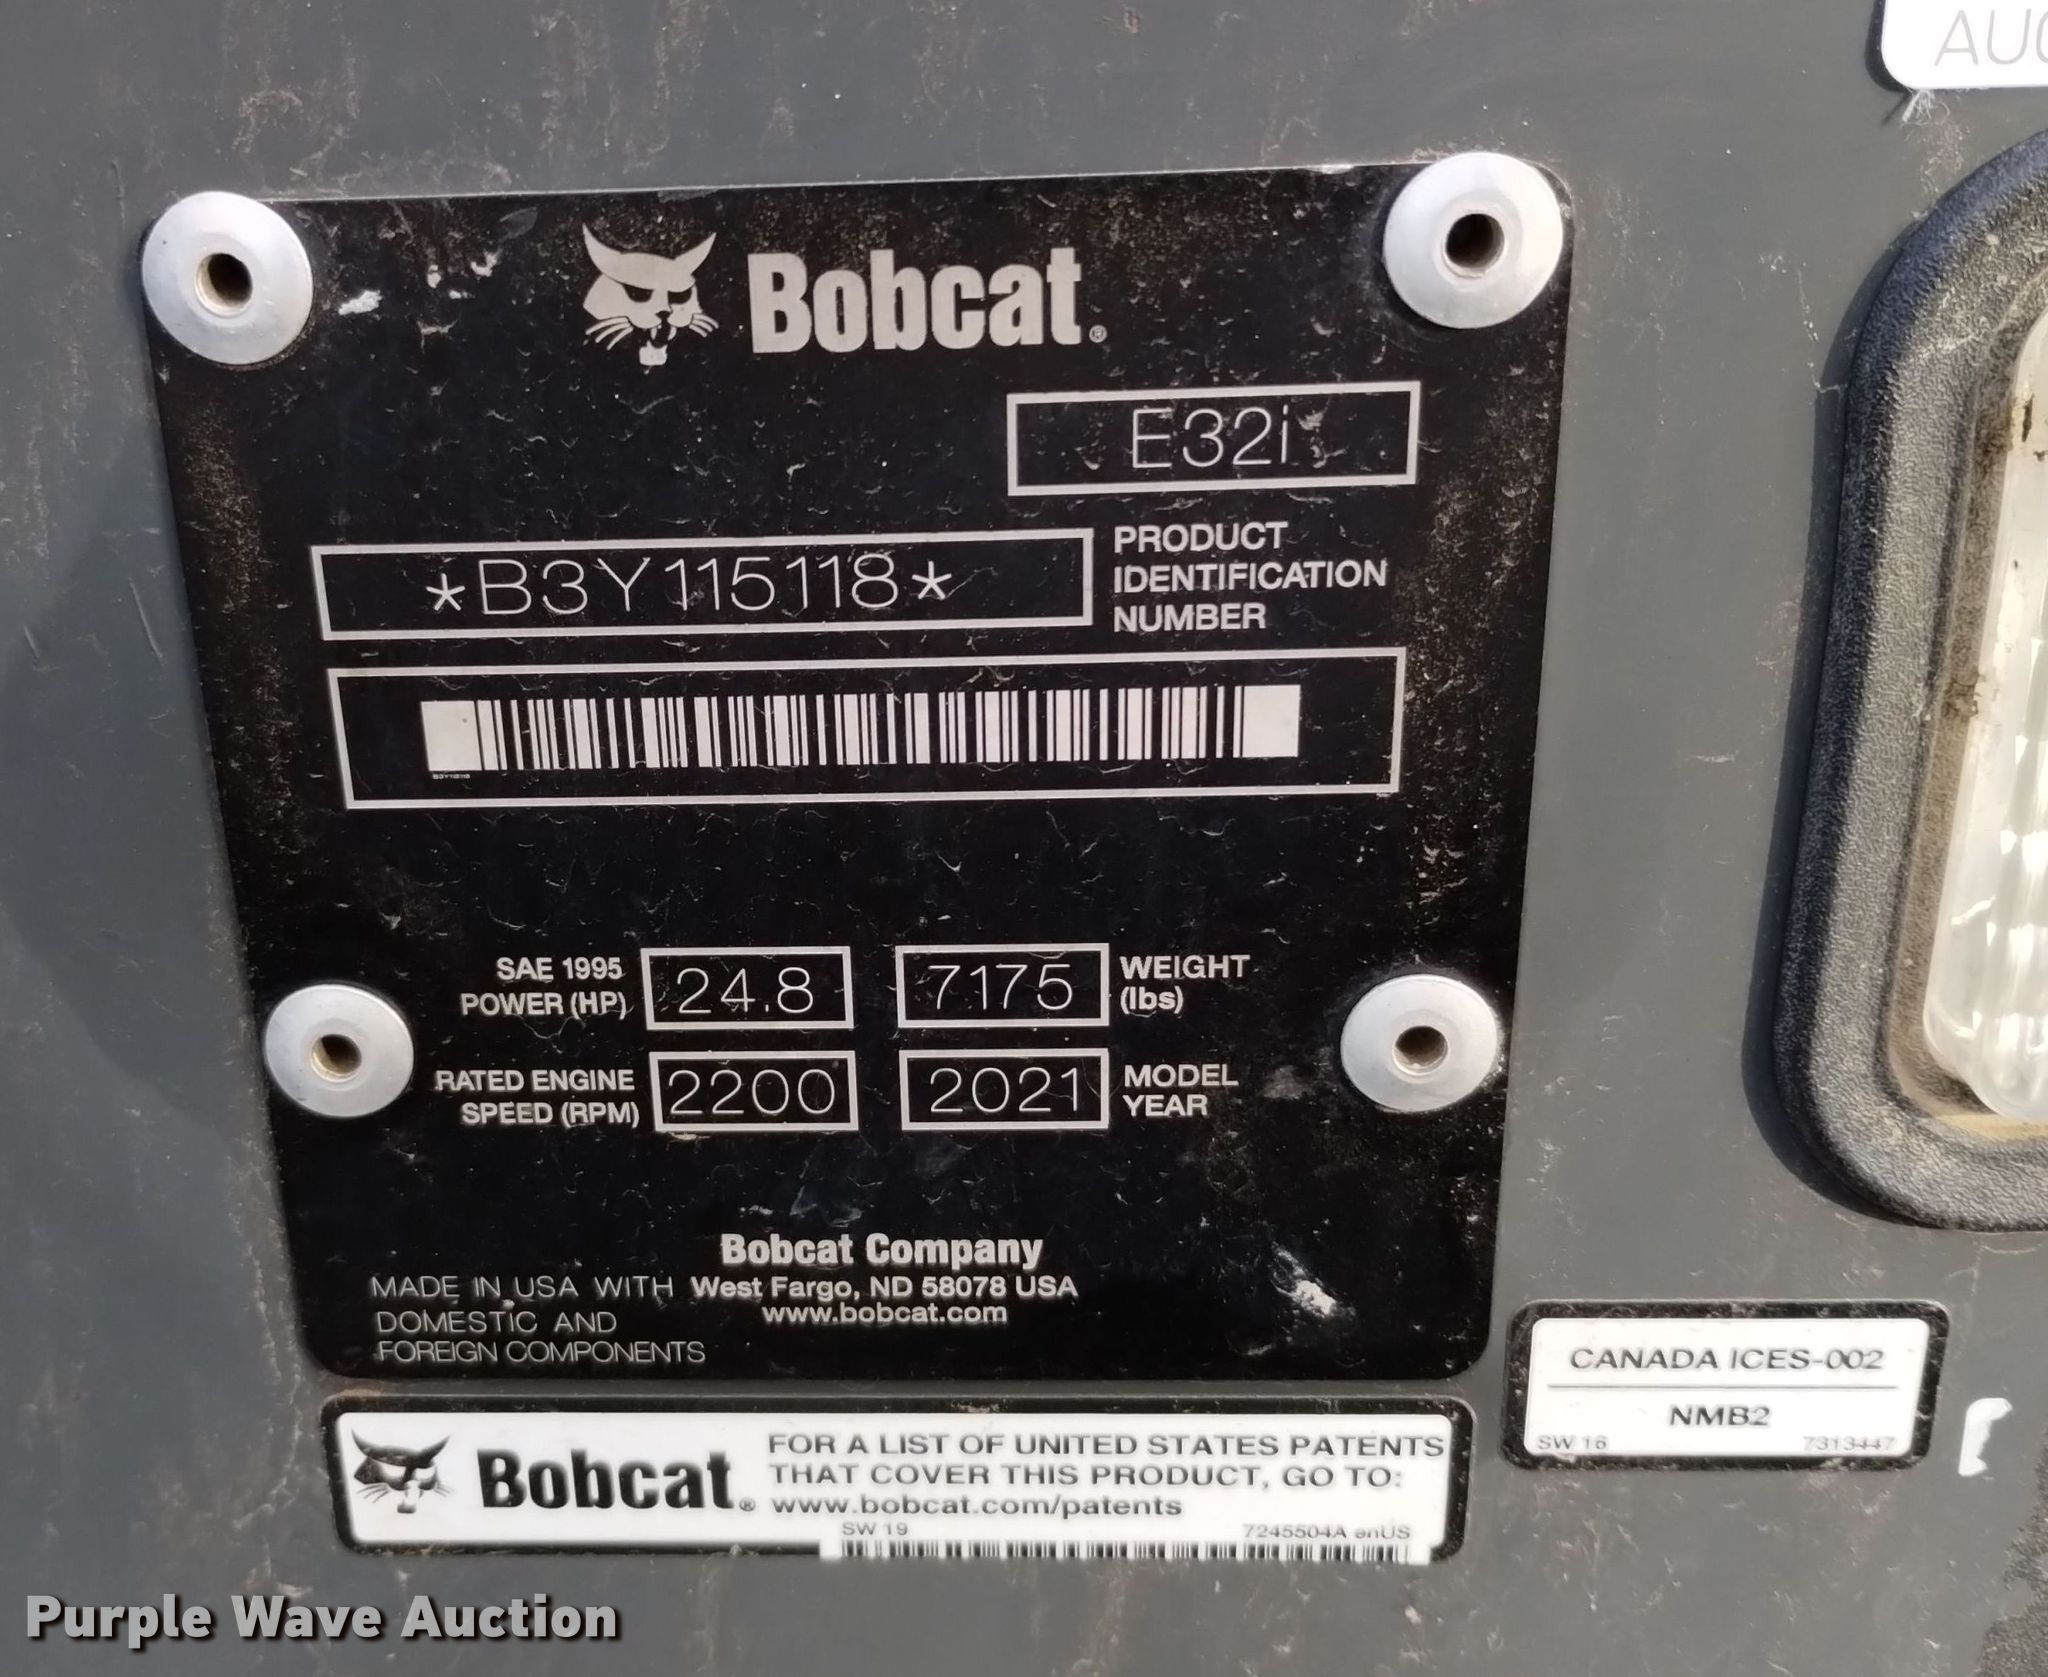 AUC
Bobcat®
E32i
*B3Y115118*
PRODUCT
IDENTIFICATION
NUMBER
B3Y115118
SAE 1995
POWER (HP)
24.8
7175
WEIGHT
(lbs)
RATED ENGINE
SPEED (RPM)
2200
2021
MODEL
YEAR
Bobcat Company
MADE IN USA WITH West Fargo, ND 58078 USA
DOMESTIC AND www.bobcat.com
FOREIGN COMPONENTS
CANADA ICES-002
NMB2
SW 16 7313447
Bobcat®
FOR A LIST OF UNITED STATES PATENTS
THAT COVER THIS PRODUCT, GO TO:
www.bobcat.com/patents
SW 19 7245504A enUS
Purple Wave Auction